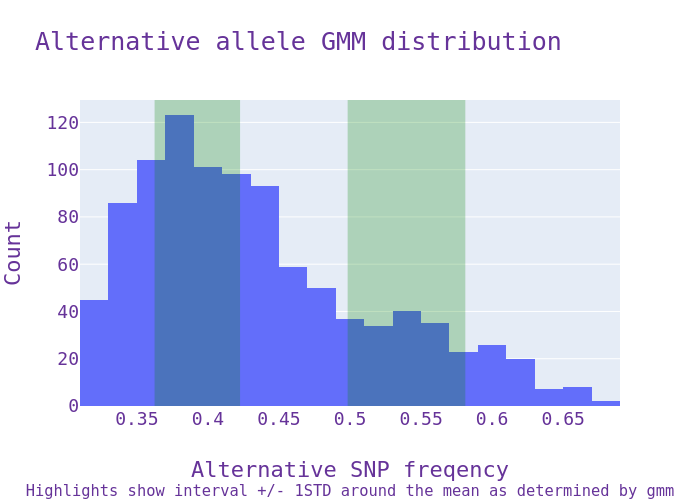 Alternative allele GMM distribution
Count
120
100
80
60
40
20
0
0.35 0.4 0.45 0.5 0.55 0.6 0.65
Alternative SNP freqency
Highlights show interval +/- 1STD around the mean as determined by gmm